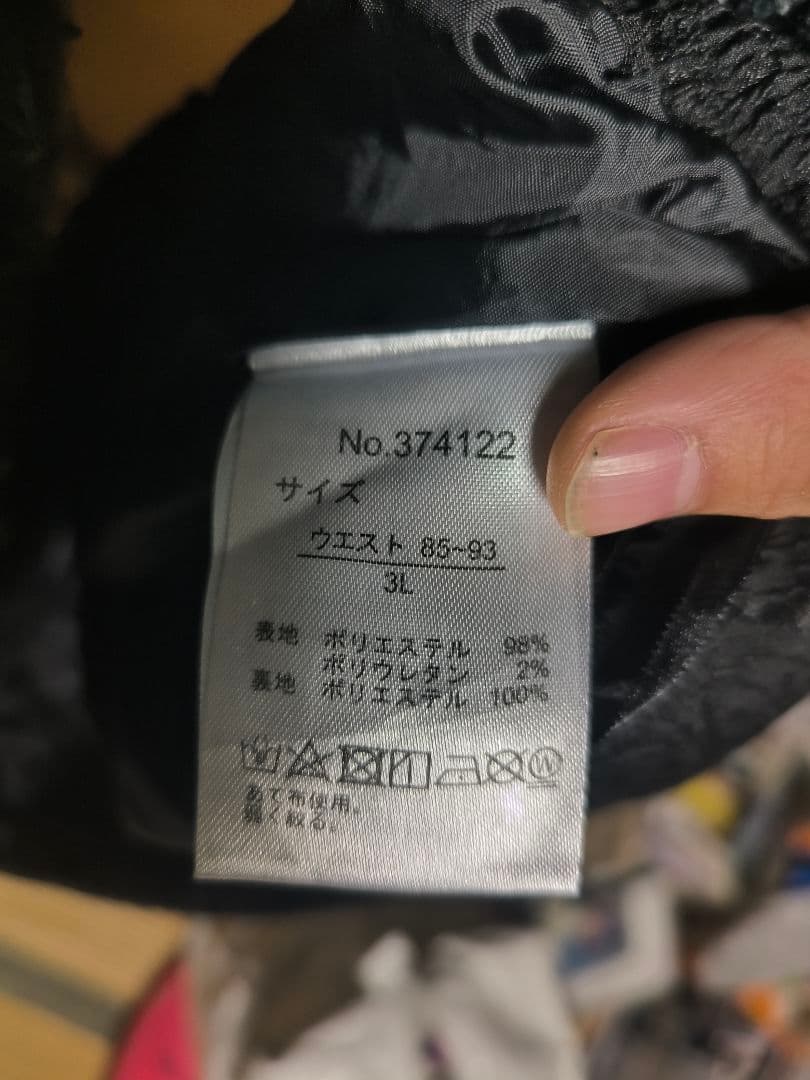 No.374122
サイズ
ウエスト 85~93
3L
表地 ポリエステル 98%
ポリウレタン 2%
裏地 ポリエステル 100%
あて布使用。
弱く絞る。